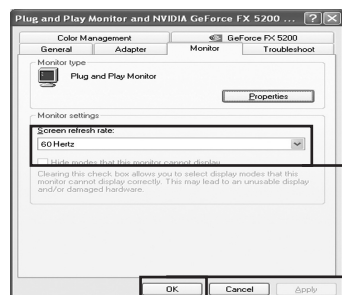 Plug and Play Monitor and NVIDIA GeForce FX 5200 ...
Color Management
GeForce FX 5200
General
Adapter
Monitor
Troubleshoot
Monitor type
Plug and Play Monitor
Properties
Monitor settings
Screen refresh rate:
60 Hertz
Hide modes that this monitor cannot display
Clearing this check box allows you to select display modes that this
monitor cannot display correctly. This may lead to an unusable display
and/or damaged hardware.
OK
Cancel
Apply